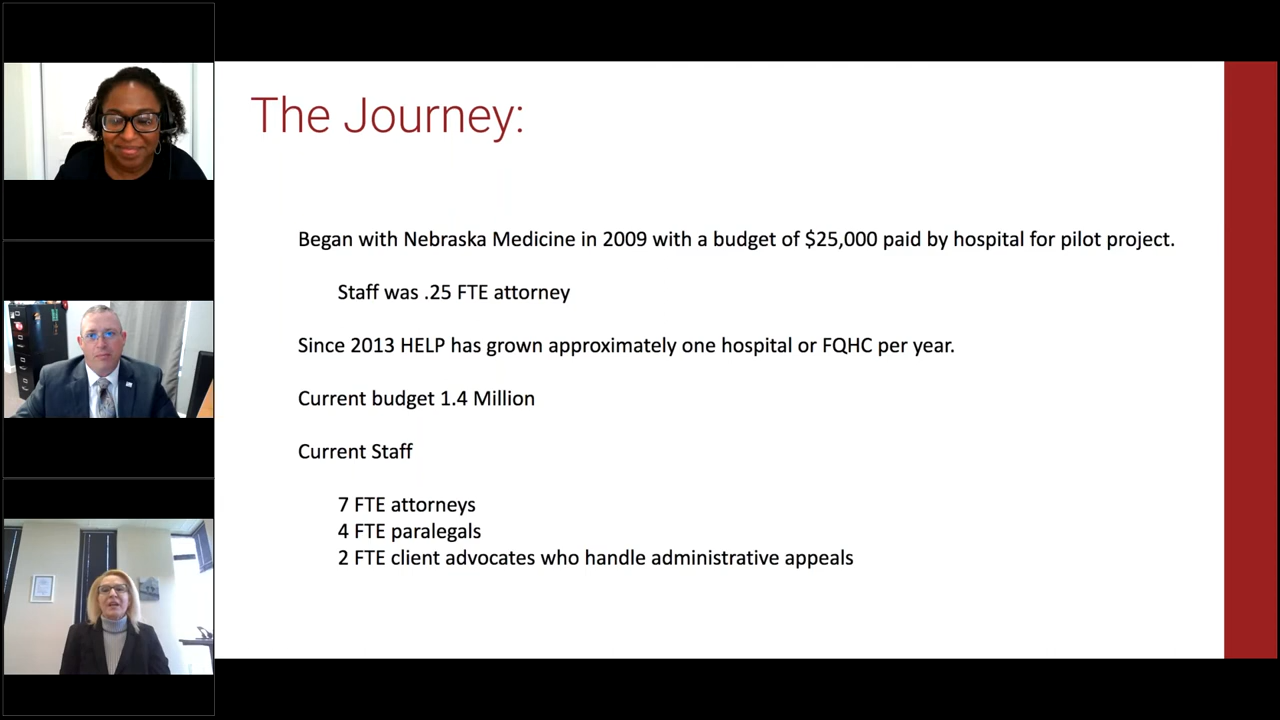 The Journey:
Began with Nebraska Medicine in 2009 with a budget of $25,000 paid by hospital for pilot project.
Staff was .25 FTE attorney
Since 2013 HELP has grown approximately one hospital or FQHC per year.
Current budget 1.4 Million
Current Staff
7 FTE attorneys
4 FTE paralegals
2 FTE client advocates who handle administrative appeals